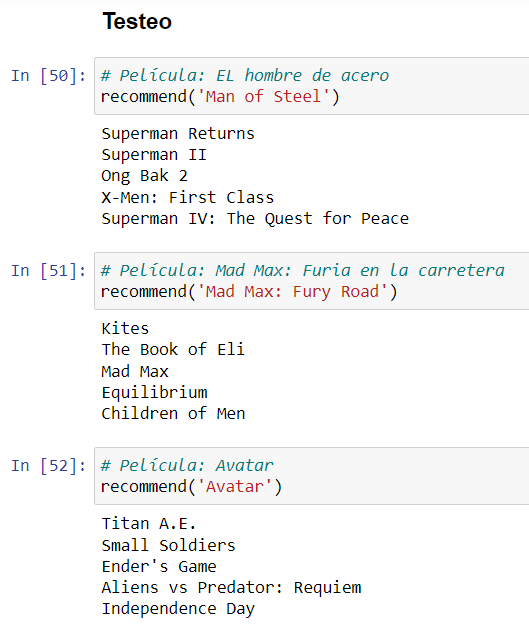 Testeo
In [50]: # Película: EL hombre de acero
recommend('Man of Steel')
Superman Returns
Superman II
Ong Bak 2
X-Men: First Class
Superman IV: The Quest for Peace
In [51]: # Película: Mad Max: Furia en la carretera
recommend('Mad Max: Fury Road')
Kites
The Book of Eli
Mad Max
Equilibrium
Children of Men
In [52]: # Película: Avatar
recommend('Avatar')
Titan A.E.
Small Soldiers
Ender's Game
Aliens vs Predator: Requiem
Independence Day